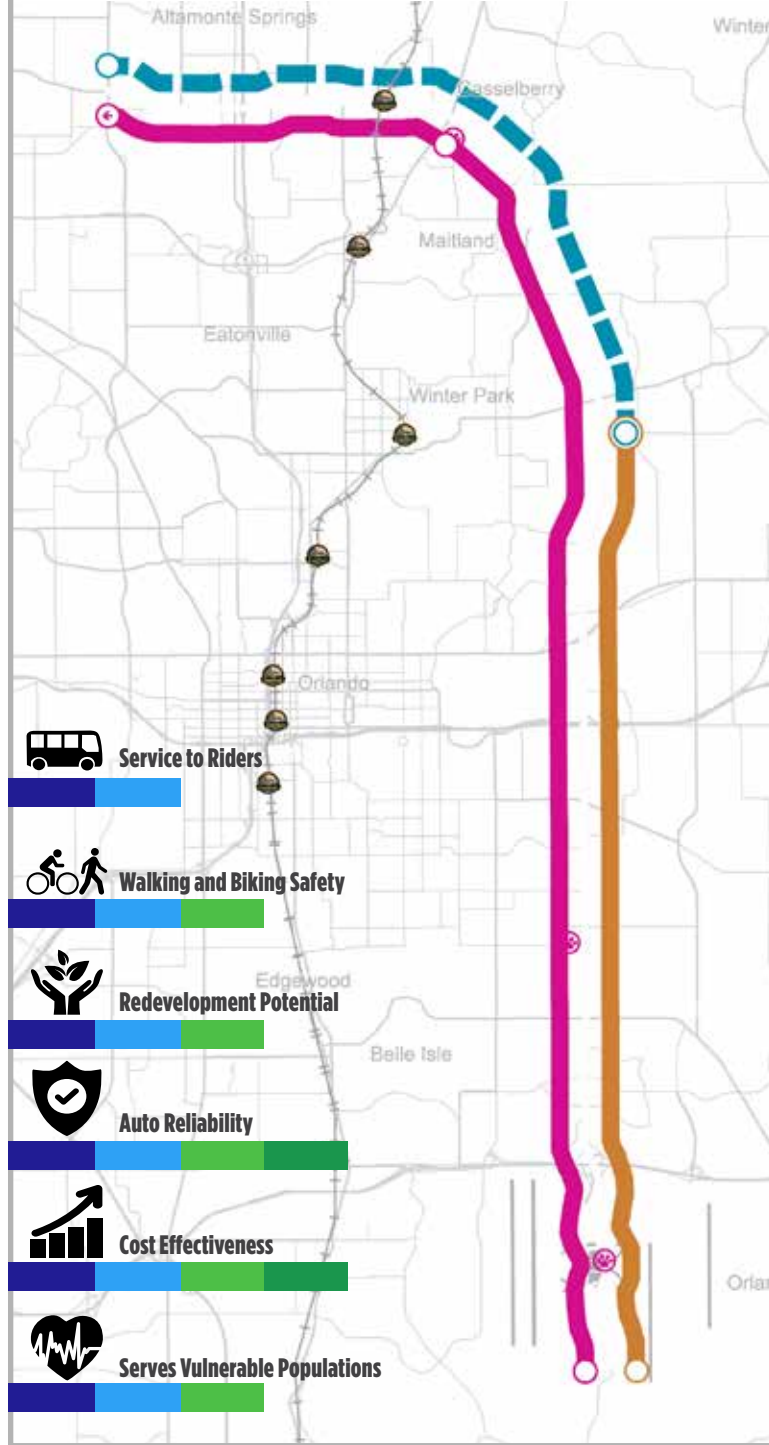 Altamonte Springs
Winter
Casselberry
Maitland
Eatonville
Winter Park
Orlando
Service to Riders
Walking and Biking Safety
Edgewood
Redevelopment Potential
Belle Isle
Auto Reliability
Cost Effectiveness
Orla
Serves Vulnerable Populations